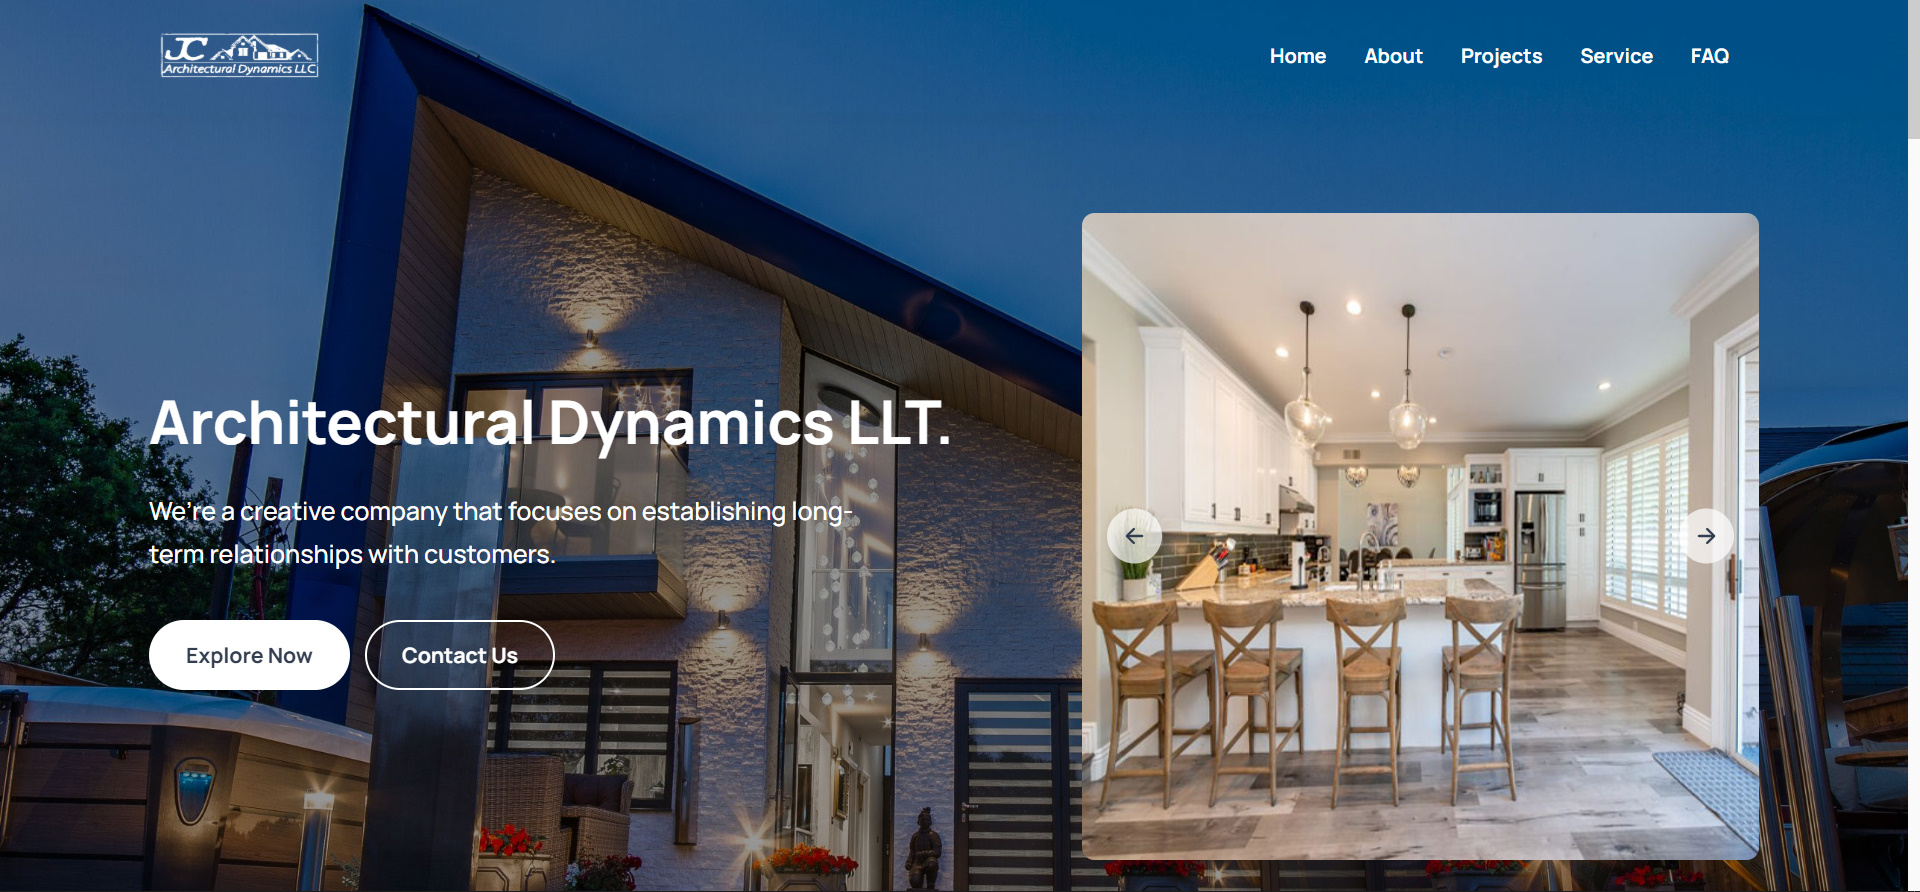 JC
Architectural Dynamics LLC
Home About Projects Service FAQ
Architectural Dynamics LLT.
We're a creative company that focuses on establishing long-
term relationships with customers.
Explore Now Contact Us